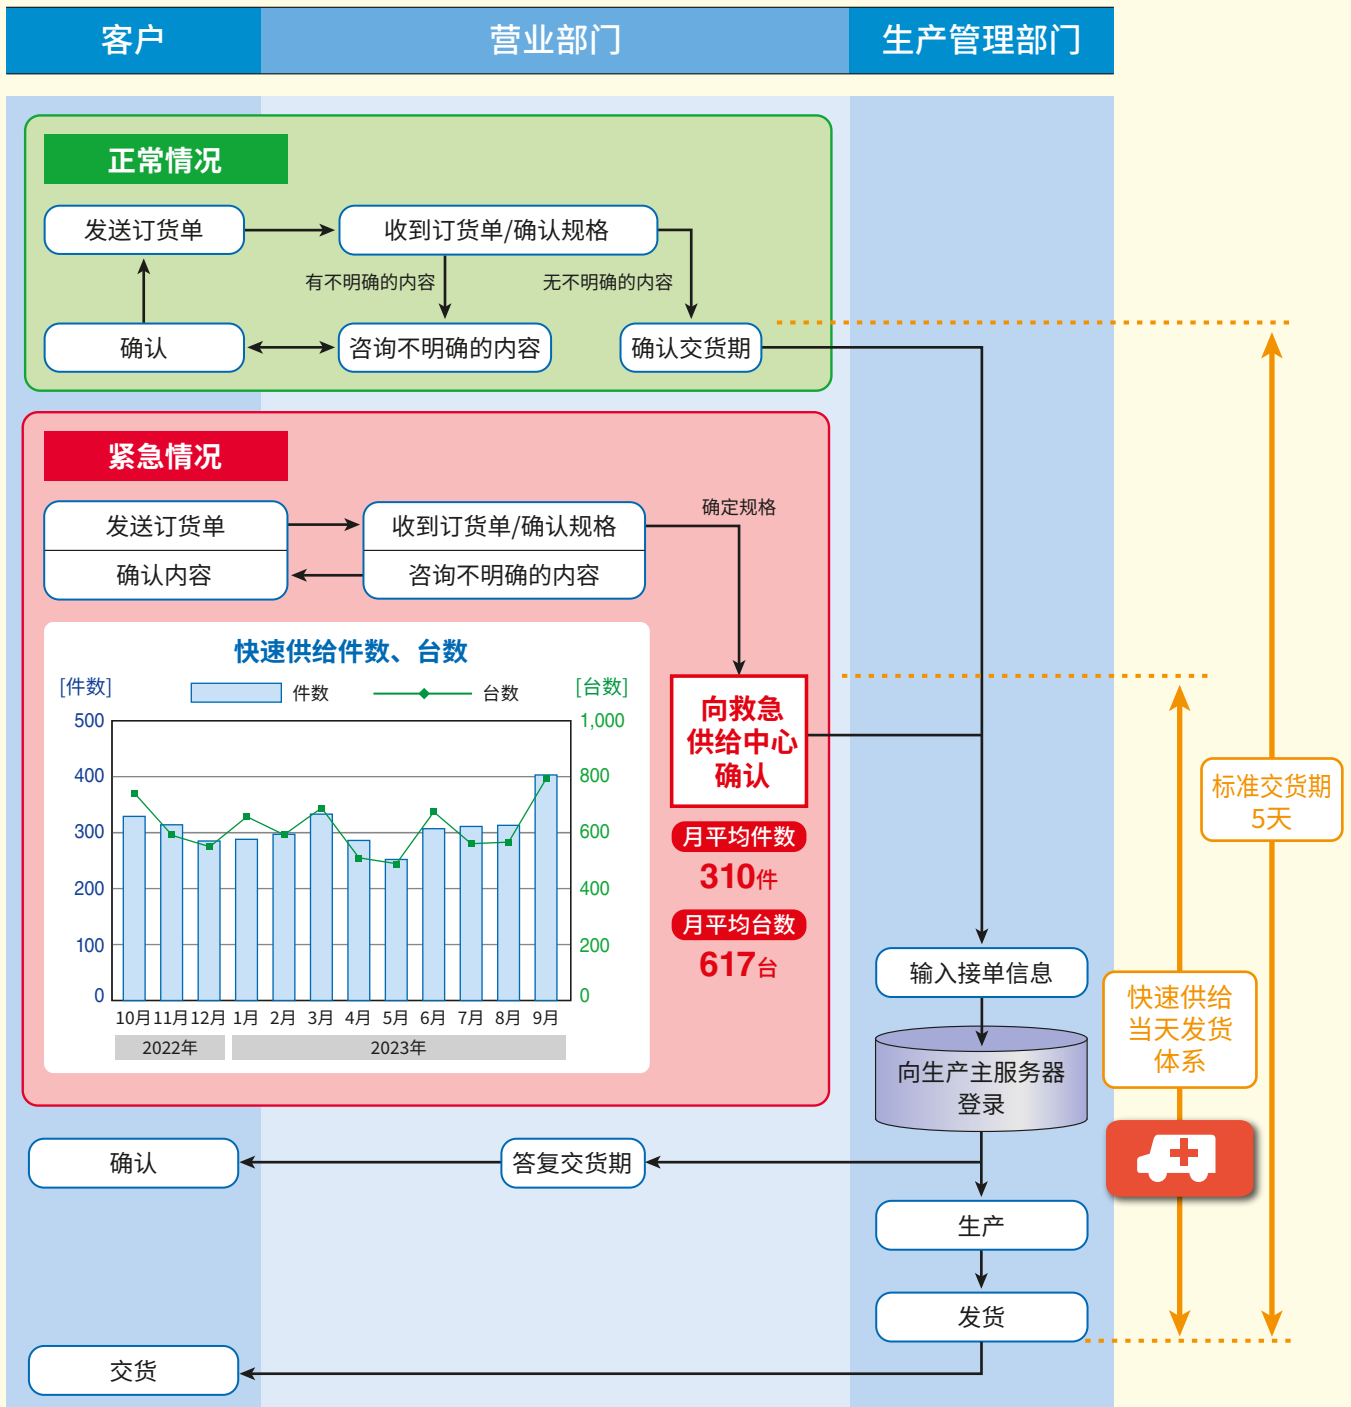 客户
营业部门
生产管理部门
正常情况
发送订货单
收到订货单/确认规格
有不明确的内容
无不明确的内容
确认
咨询不明确的内容
确认交货期
紧急情况
发送订货单
收到订货单/确认规格
确定规格
确认内容
咨询不明确的内容
快速供给件数、台数
[件数]
件数
台数
[台数]
500
400
300
200
100
0
1,000
800
600
400
200
0
10月 11月 12月 1月 2月 3月 4月 5月 6月 7月 8月 9月
2022年
2023年
向救急
供给中心
确认
月平均件数
310件
月平均台数
617台
标准交货期
5天
输入接单信息
快速供给
当天发货
体系
向生产主服务器
登录
确认
答复交货期
生产
发货
交货